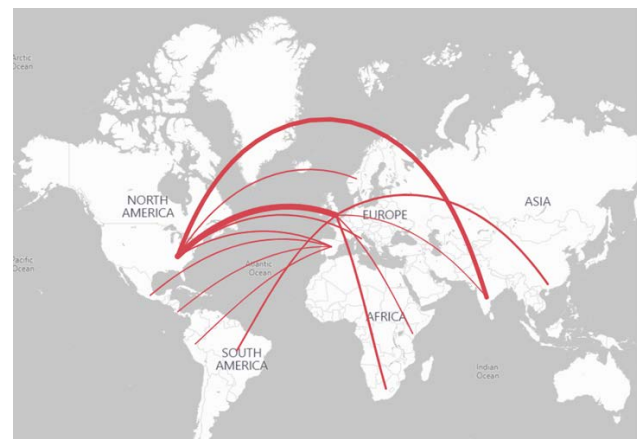 Arctic
Ocean
NORTH
AMERICA
EUROPE
ASIA
Pacific
Ocean
Atlantic
Ocean
AFRICA
SOUTH
AMERICA
Indian
Ocean